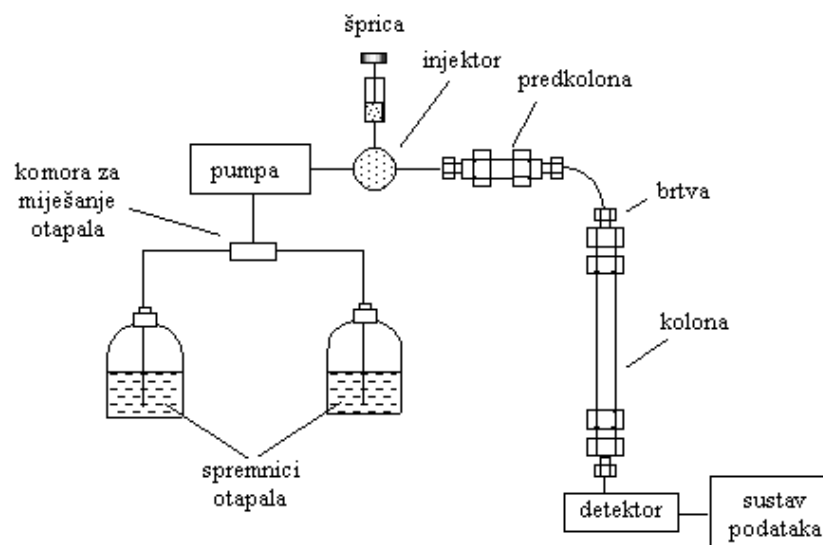 šprica
injektor
predkolona
pumpa
komora za
miješanje
otapala
brtva
kolona
spremnici
otapala
detektor
sustav
podataka